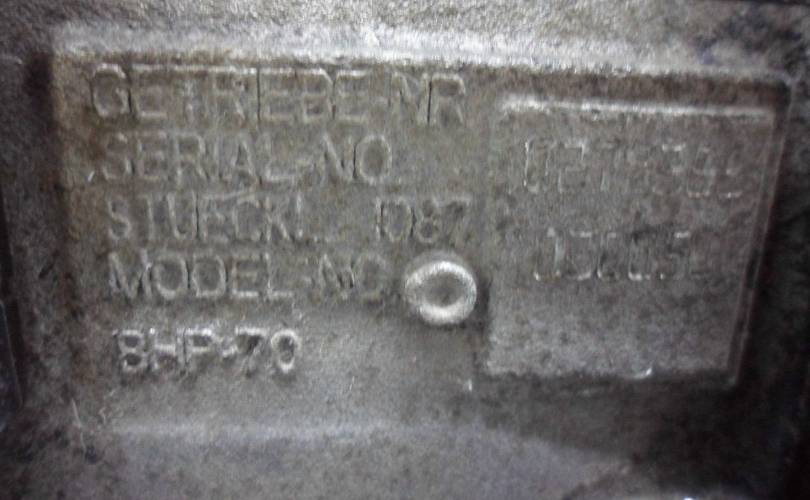 GETRIEBE-NR
SERIAL-NO
STUECKL. 1087
MODEL-NO
8HP-70